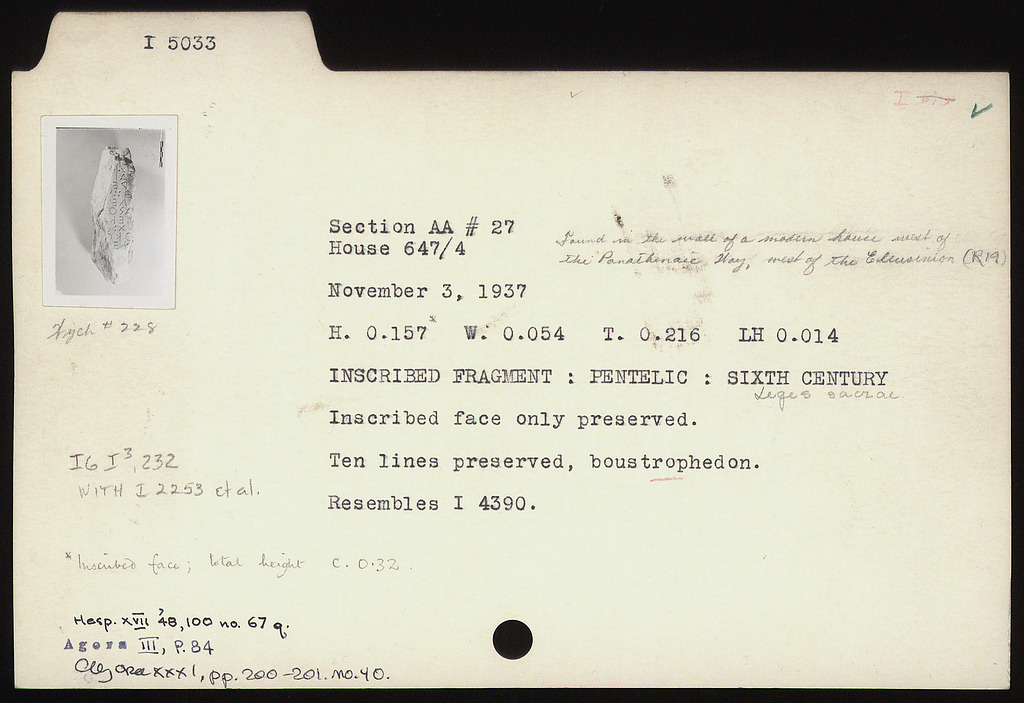 I 5033
I
Section AA # 27
House 647/4
Found in the wall of a modern house west of
the Panathenaic Way, west of the Eleusinion (R19)
November 3, 1937
H. 0.157* W. 0.054 T. 0.216 LH 0.014
INSCRIBED FRAGMENT : PENTELIC : SIXTH CENTURY
Leges sacrae
Inscribed face only preserved.
Ten lines preserved, boustrophedon.
Resembles I 4390.
# 228
IG I³, 232
WITH I 2253 et al.
* Inscribed face; total height c. 0.32.
Hesp. XVII '48, 100 no. 67 q.
Agora III, P. 84
Agora XXXI, pp. 200-201. no. 40.